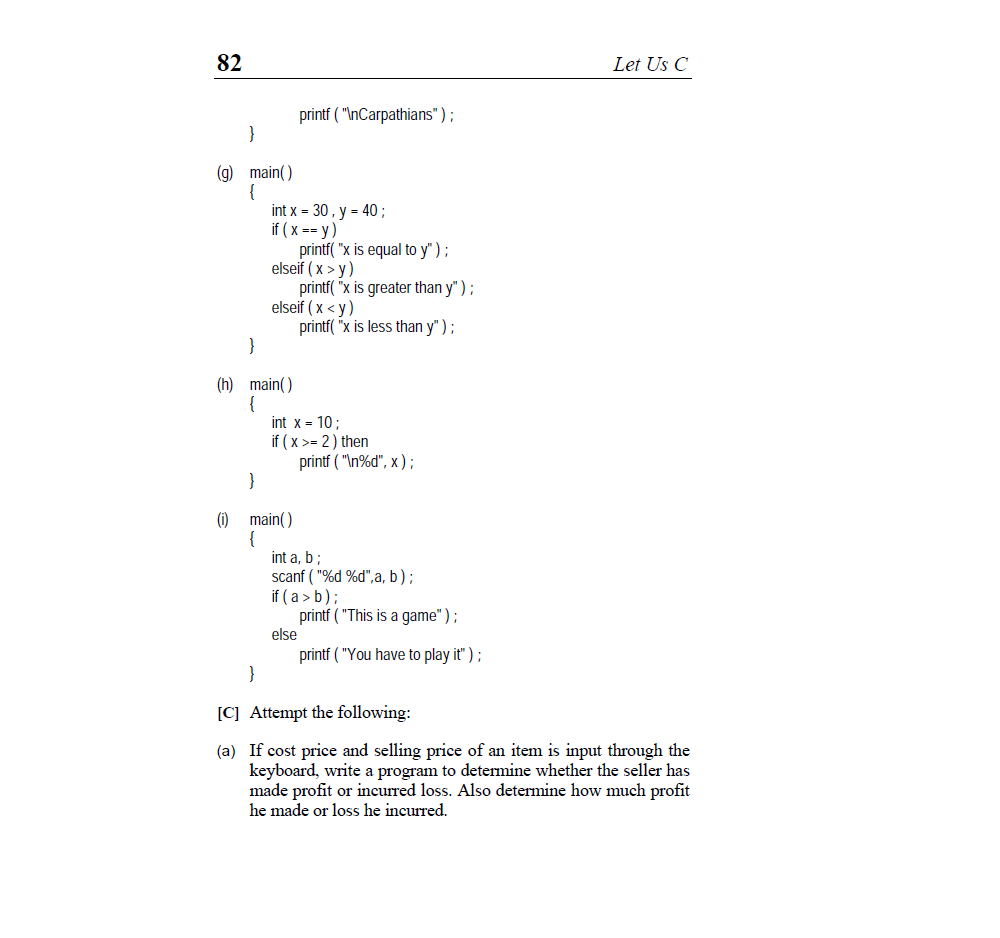 82 Let Us C
printf ( "\nCarpathians" ) ;
}
(g) main( )
{
int x = 30 , y = 40 ;
if ( x == y )
printf( "x is equal to y" ) ;
elseif ( x > y )
printf( "x is greater than y" ) ;
elseif ( x < y )
printf( "x is less than y" ) ;
}
(h) main( )
{
int x = 10 ;
if ( x >= 2 ) then
printf ( "\n%d", x ) ;
}
(i) main( )
{
int a, b ;
scanf ( "%d %d",a, b ) ;
if ( a > b ) ;
printf ( "This is a game" ) ;
else
printf ( "You have to play it" ) ;
}
[C] Attempt the following:
(a) If cost price and selling price of an item is input through the
keyboard, write a program to determine whether the seller has
made profit or incurred loss. Also determine how much profit
he made or loss he incurred.